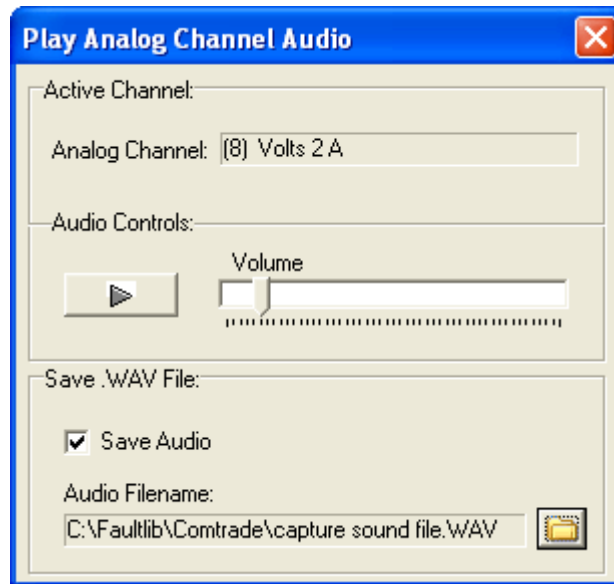 Play Analog Channel Audio
Active Channel:
Analog Channel: (8) Volts 2 A
Audio Controls:
Volume
Save .WAV File:
Save Audio
Audio Filename:
C:\Faultlib\Comtrade\capture sound file.WAV